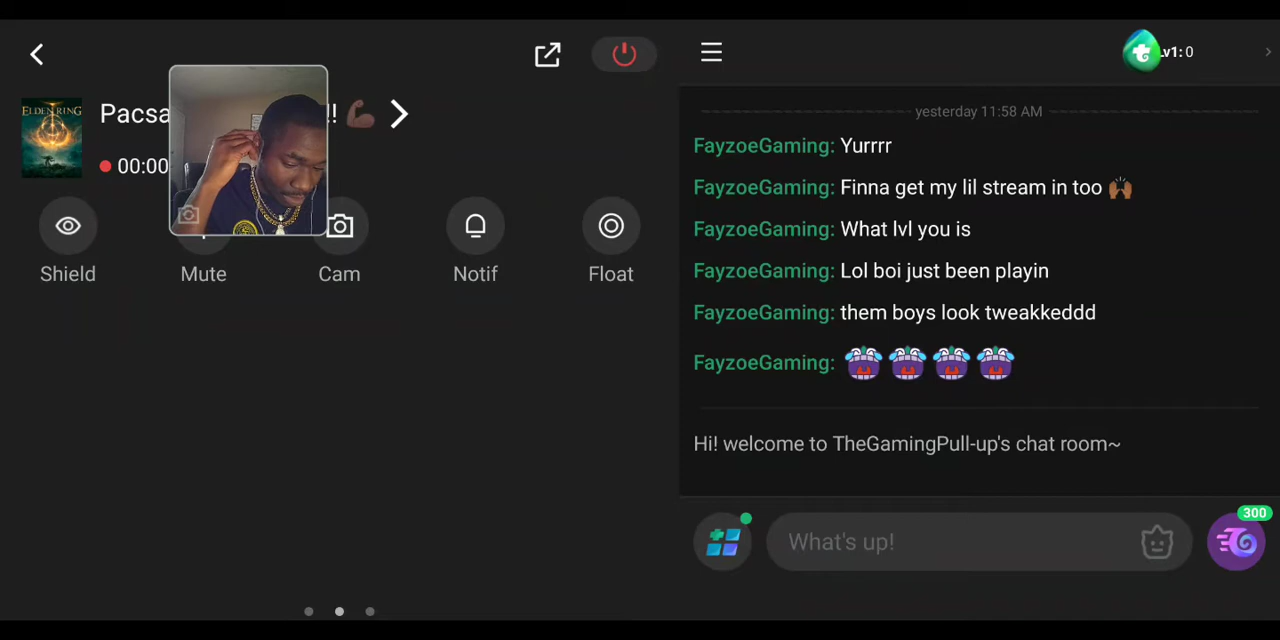 ELDEN RING
Pacsa
!!
00:00
Shield
Mute
Cam
Notif
Float
Lv1: 0
yesterday 11:58 AM
FayzoeGaming: Yurrrr
FayzoeGaming: Finna get my lil stream in too 🙌🏾
FayzoeGaming: What lvl you is
FayzoeGaming: Lol boi just been playin
FayzoeGaming: them boys look tweakkeddd
FayzoeGaming:
Hi! welcome to TheGamingPull-up's chat room~
300
What's up!